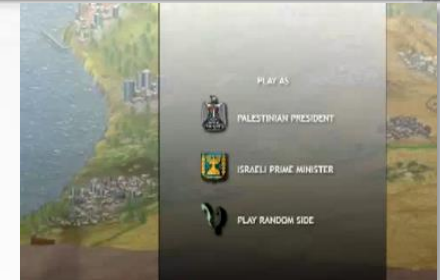 PLAY AS
PALESTINIAN PRESIDENT
ISRAELI PRIME MINISTER
PLAY RANDOM SIDE